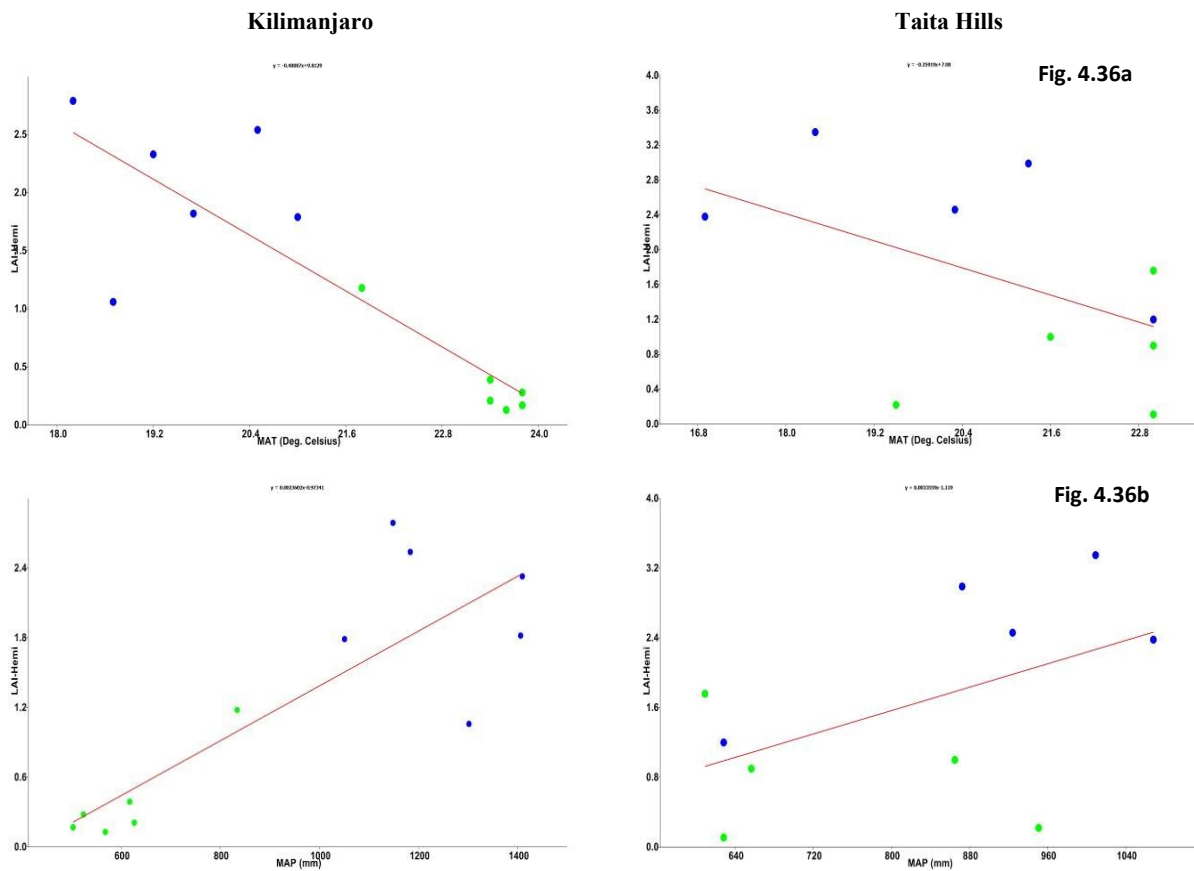 Kilimanjaro
Taita Hills
y = -0.40087x+9.8129
Fig. 4.36a
LAI-Hemi
2.5
2.0
1.5
1.0
0.5
0.0
18.0 19.2 20.4 21.6 22.8 24.0
MAT (Deg. Celsius)
LAI-Hemi
4.0
3.6
3.2
2.8
2.4
2.0
1.6
1.2
0.8
0.4
0.0
16.8 18.0 19.2 20.4 21.6 22.8
MAT (Deg. Celsius)
Fig. 4.36b
LAI-Hemi
2.4
1.8
1.2
0.6
0.0
600 800 1000 1200 1400
MAP (mm)
LAI-Hemi
4.0
3.2
2.4
1.6
0.8
0.0
640 720 800 880 960 1040
MAP (mm)